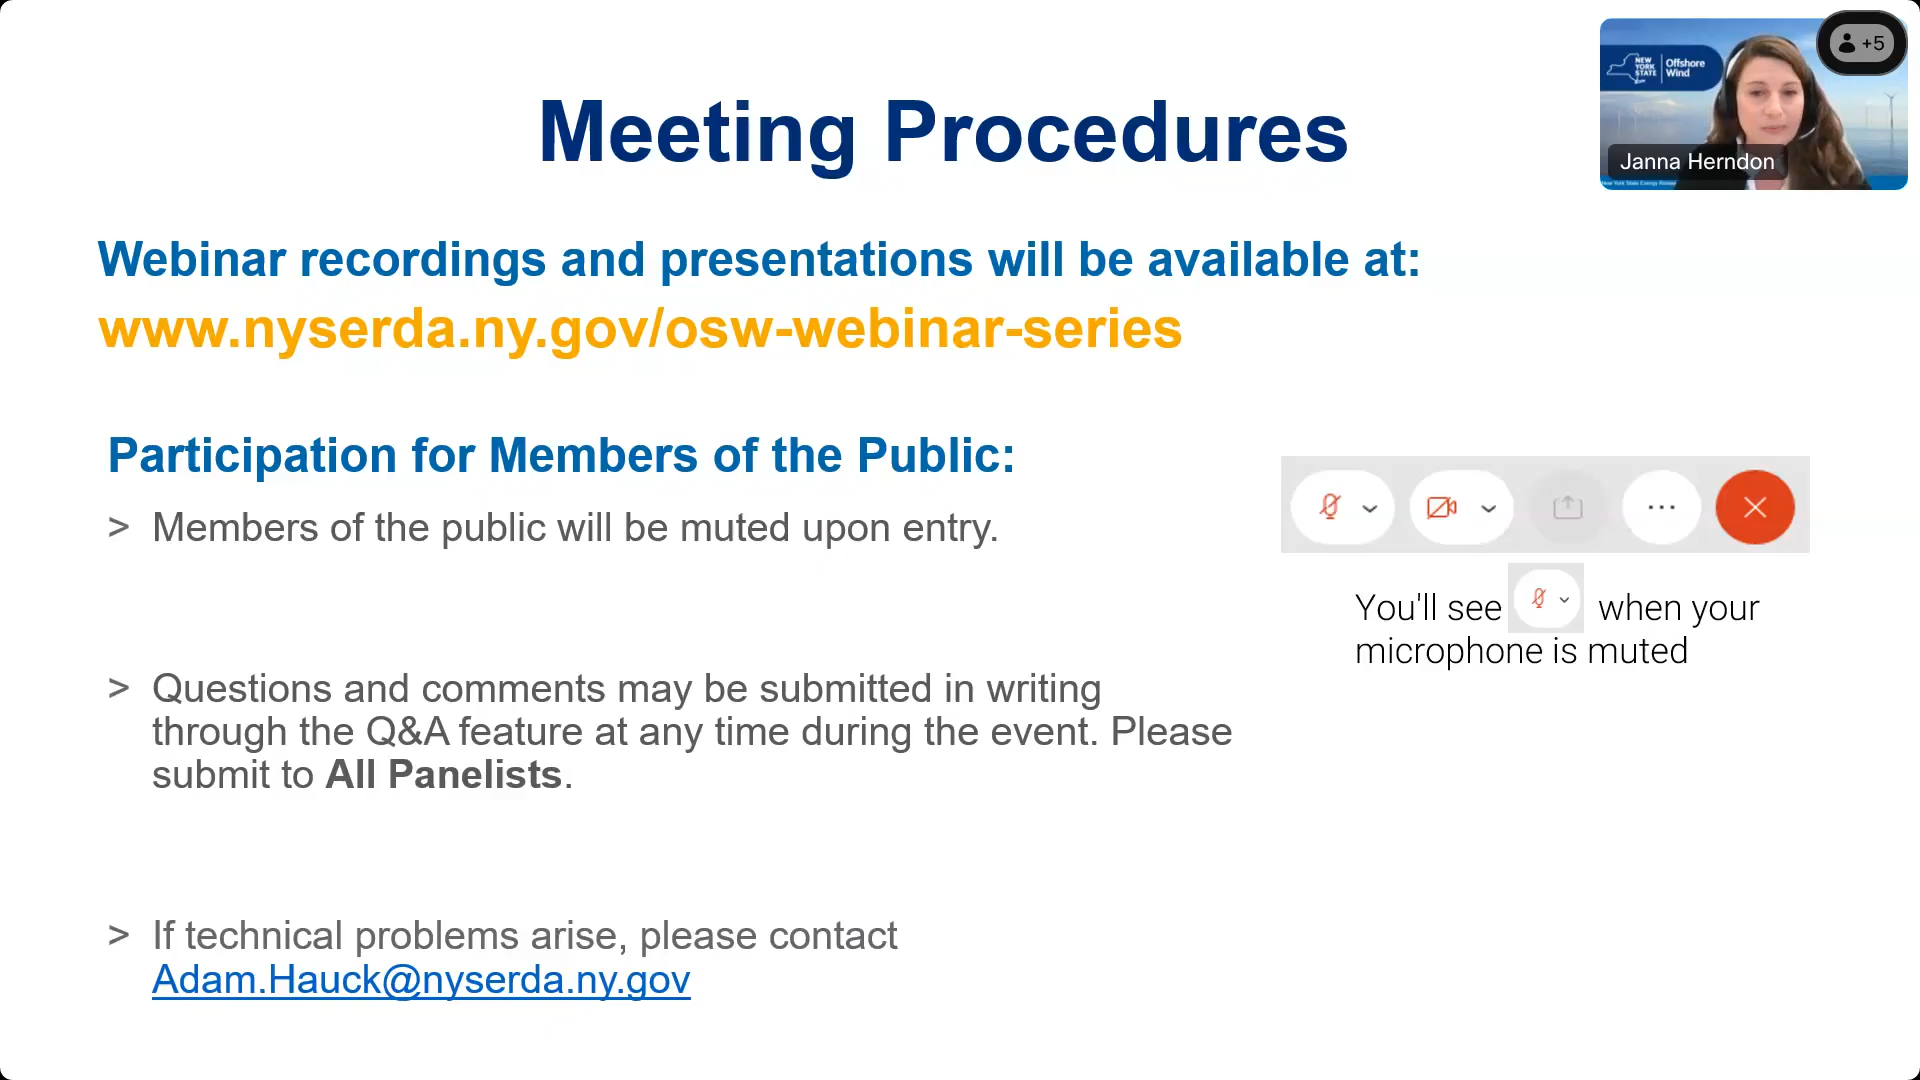 Meeting Procedures
+5
NEW
YORK
STATE
Offshore
Wind
Janna Herndon
Webinar recordings and presentations will be available at:
www.nyserda.ny.gov/osw-webinar-series
Participation for Members of the Public:
> Members of the public will be muted upon entry.
You'll see when your
microphone is muted
> Questions and comments may be submitted in writing
through the Q&A feature at any time during the event. Please
submit to All Panelists.
> If technical problems arise, please contact
Adam.Hauck@nyserda.ny.gov